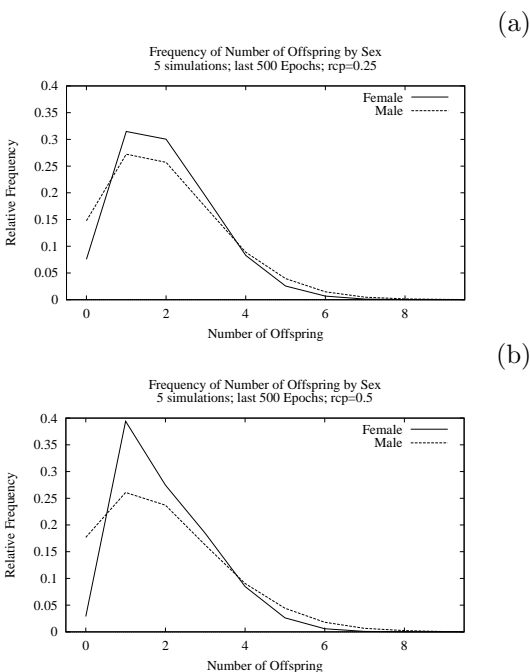 (a)
Frequency of Number of Offspring by Sex
5 simulations; last 500 Epochs; rcp=0.25
0.4
0.35
0.3
0.25
0.2
0.15
0.1
0.05
0
Relative Frequency
Female
Male
0 2 4 6 8
Number of Offspring
(b)
Frequency of Number of Offspring by Sex
5 simulations; last 500 Epochs; rcp=0.5
0.4
0.35
0.3
0.25
0.2
0.15
0.1
0.05
0
Relative Frequency
Female
Male
0 2 4 6 8
Number of Offspring